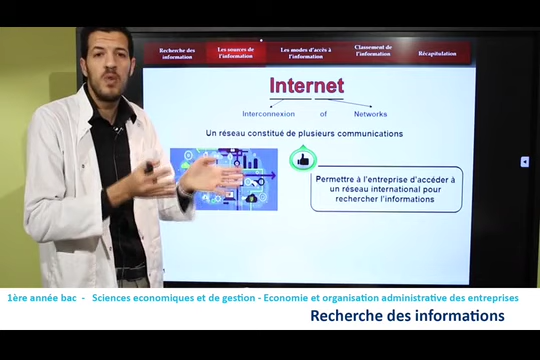 Recherche des
information
Les sources de
l'information
Les modes d'accès à
l'information
Classement de
l'information
Récapitulation
Internet
Interconnexion of Networks
Un réseau constitué de plusieurs communications
Permettre à l'entreprise d'accéder à
un réseau international pour
rechercher l'informations
1ère année bac - Sciences economiques et de gestion - Economie et organisation administrative des entreprises
Recherche des informations